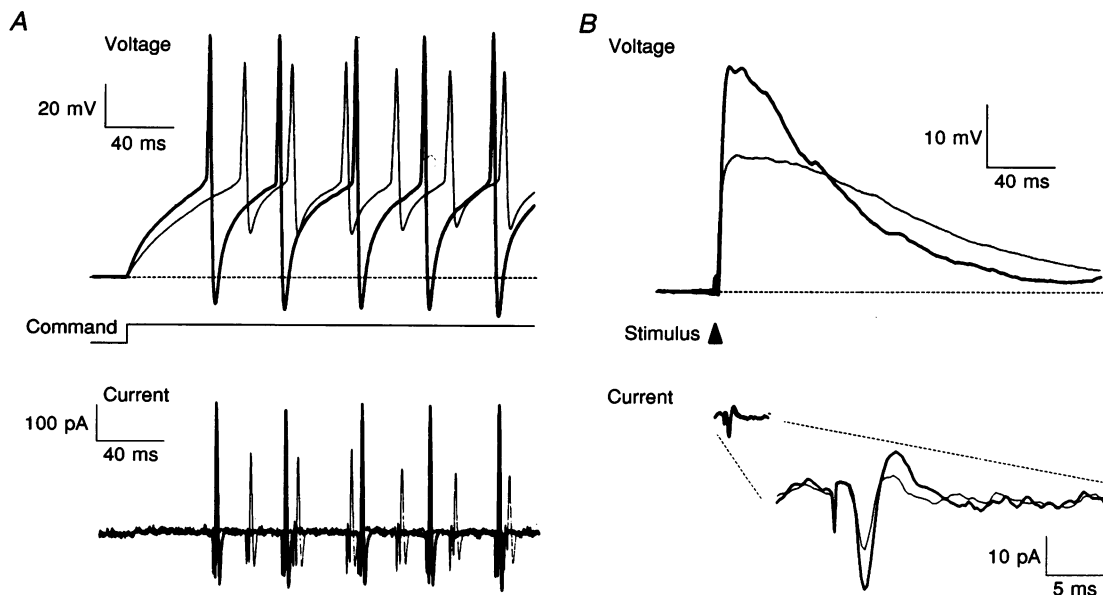 A
Voltage
20 mV
40 ms
Command
Current
100 pA
40 ms
B
Voltage
10 mV
40 ms
Stimulus
Current
10 pA
5 ms